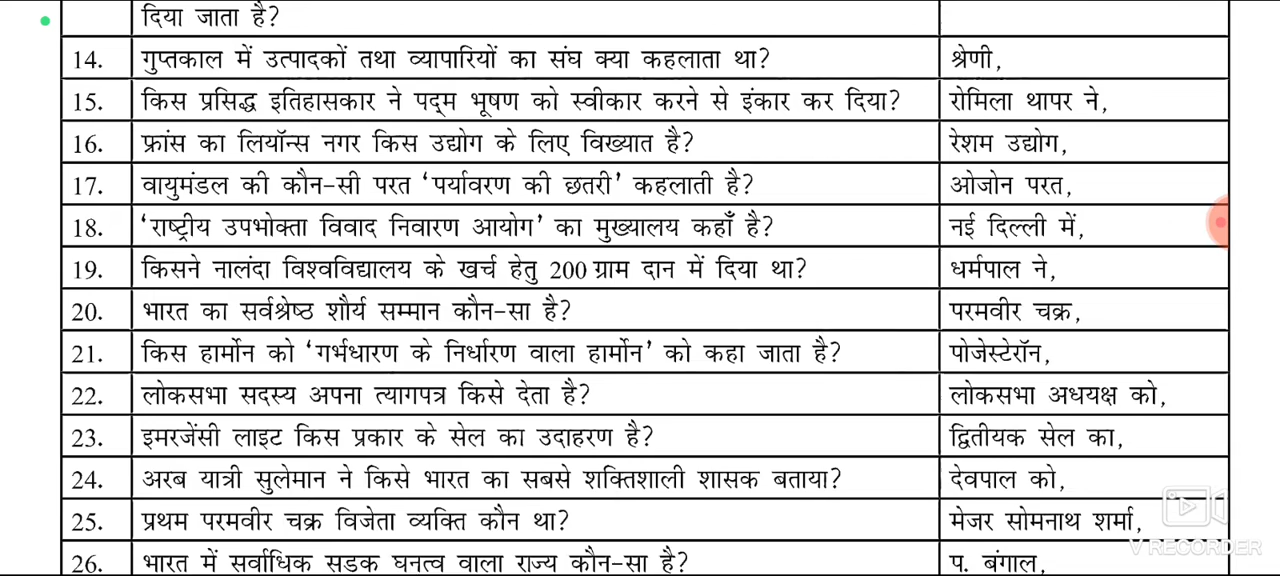 दिया जाता है?
14. गुप्तकाल में उत्पादकों तथा व्यापारियों का संघ क्या कहलाता था? श्रेणी,
15. किस प्रसिद्ध इतिहासकार ने पद्म भूषण को स्वीकार करने से इंकार कर दिया? रोमिला थापर ने,
16. फ्रांस का लियॉन्स नगर किस उद्योग के लिए विख्यात है? रेशम उद्योग,
17. वायुमंडल की कौन-सी परत 'पर्यावरण की छतरी' कहलाती है? ओजोन परत,
18. 'राष्ट्रीय उपभोक्ता विवाद निवारण आयोग' का मुख्यालय कहाँ है? नई दिल्ली में,
19. किसने नालंदा विश्वविद्यालय के खर्च हेतु 200 ग्राम दान में दिया था? धर्मपाल ने,
20. भारत का सर्वश्रेष्ठ शौर्य सम्मान कौन-सा है? परमवीर चक्र,
21. किस हार्मोन को 'गर्भधारण के निर्धारण वाला हार्मोन' को कहा जाता है? पोजेस्टेरॉन,
22. लोकसभा सदस्य अपना त्यागपत्र किसे देता है? लोकसभा अधयक्ष को,
23. इमरजेंसी लाइट किस प्रकार के सेल का उदाहरण है? द्वितीयक सेल का,
24. अरब यात्री सुलेमान ने किसे भारत का सबसे शक्तिशाली शासक बताया? देवपाल को,
25. प्रथम परमवीर चक्र विजेता व्यक्ति कौन था? मेजर सोमनाथ शर्मा,
V RECORDER
26. भारत में सर्वाधिक सड़क घनत्व वाला राज्य कौन-सा है? प. बंगाल,